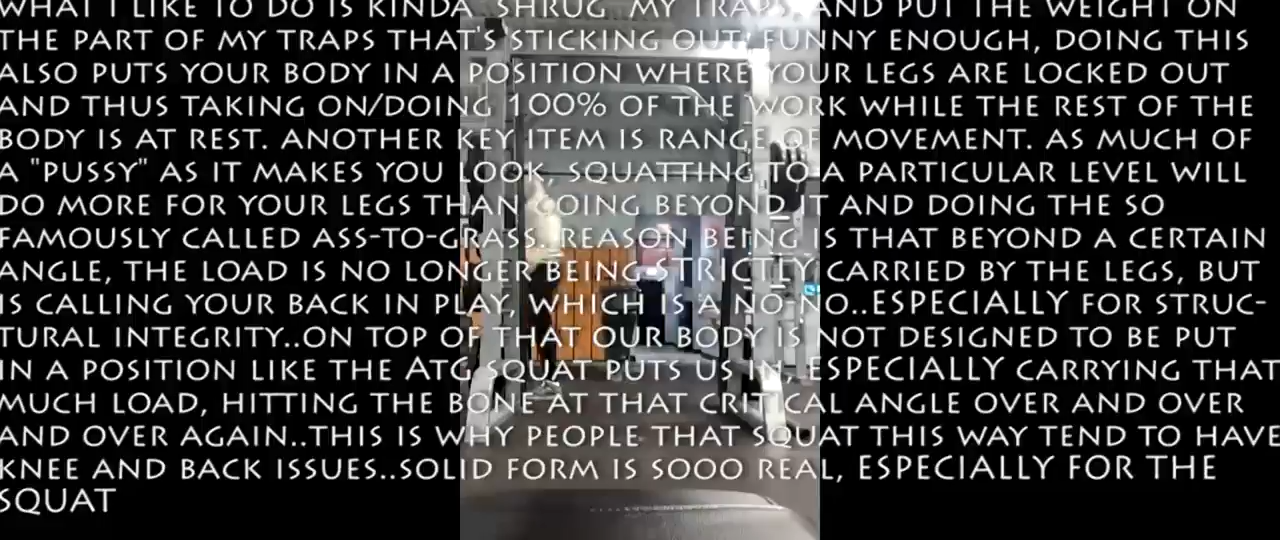 WHAT I LIKE TO DO IS KINDA "SHRUG" MY TRAPS, AND PUT THE WEIGHT ON
THE PART OF MY TRAPS THAT'S STICKING OUT, FUNNY ENOUGH, DOING THIS
ALSO PUTS YOUR BODY IN A POSITION WHERE YOUR LEGS ARE LOCKED OUT
AND THUS TAKING ON/DOING 100% OF THE WORK WHILE THE REST OF THE
BODY IS AT REST. ANOTHER KEY ITEM IS RANGE OF MOVEMENT. AS MUCH OF
A "PUSSY" AS IT MAKES YOU LOOK, SQUATTING TO A PARTICULAR LEVEL WILL
DO MORE FOR YOUR LEGS THAN GOING BEYOND IT AND DOING THE SO
FAMOUSLY CALLED ASS-TO-GRASS. REASON BEING IS THAT BEYOND A CERTAIN
ANGLE, THE LOAD IS NO LONGER BEING STRICTLY CARRIED BY THE LEGS, BUT
IS CALLING YOUR BACK IN PLAY, WHICH IS A NO-NO..ESPECIALLY FOR STRUC-
TURAL INTEGRITY..ON TOP OF THAT OUR BODY IS NOT DESIGNED TO BE PUT
IN A POSITION LIKE THE ATG SQUAT PUTS US IN, ESPECIALLY CARRYING THAT
MUCH LOAD, HITTING THE BONE AT THAT CRITICAL ANGLE OVER AND OVER
AND OVER AGAIN..THIS IS WHY PEOPLE THAT SQUAT THIS WAY TEND TO HAVE
KNEE AND BACK ISSUES..SOLID FORM IS SOOO REAL, ESPECIALLY FOR THE
SQUAT